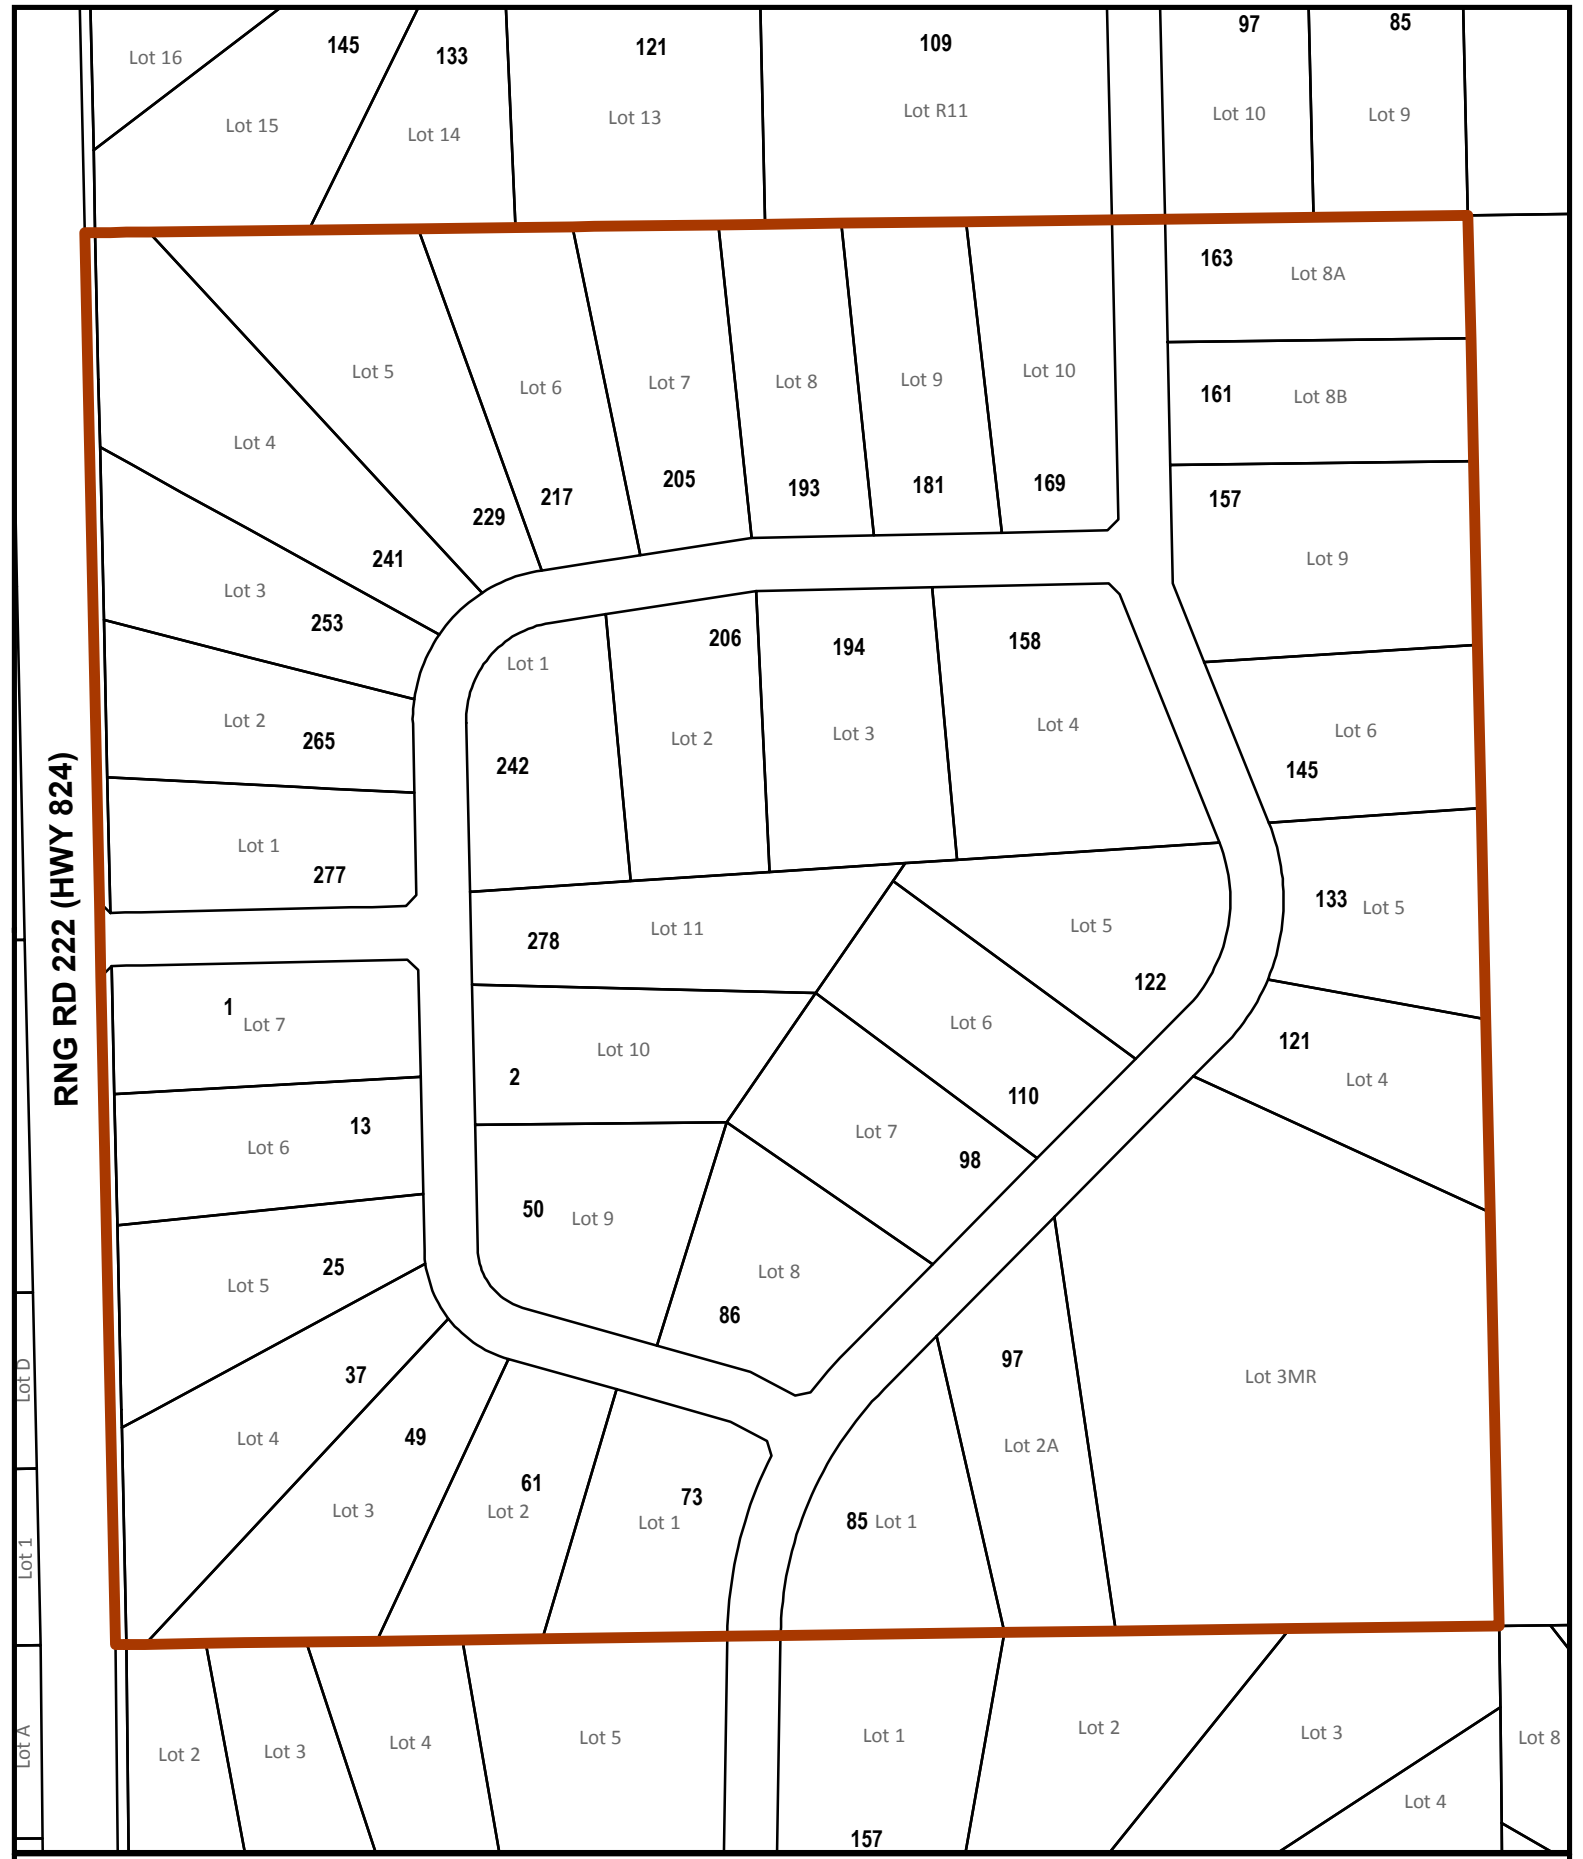 97
85
145
109
121
133
Lot 16
Lot R11
Lot 10
Lot 9
Lot 13
Lot 15
Lot 14
163
Lot 8A
Lot 5
Lot 10
Lot 9
Lot 8
Lot 7
Lot 6
161
Lot 8B
Lot 4
205
169
181
193
217
157
229
241
Lot 9
Lot 3
253
206
158
194
Lot 1
Lot 2
265
Lot 4
Lot 3
Lot 2
Lot 6
242
145
Lot 1
277
133
Lot 5
RNG RD 222 (HWY 824)
278
Lot 11
Lot 5
122
1
Lot 7
Lot 6
121
Lot 10
2
Lot 4
110
13
Lot 6
Lot 7
98
50
Lot 9
25
Lot 5
Lot 8
86
97
37
Lot D
Lot 3MR
49
Lot 4
Lot 2A
61
73
Lot 3
Lot 2
Lot 1
85
Lot 1
Lot 1
Lot 2
Lot 3
Lot 1
Lot 5
Lot 8
Lot 4
Lot 3
Lot 2
Lot A
Lot 4
157